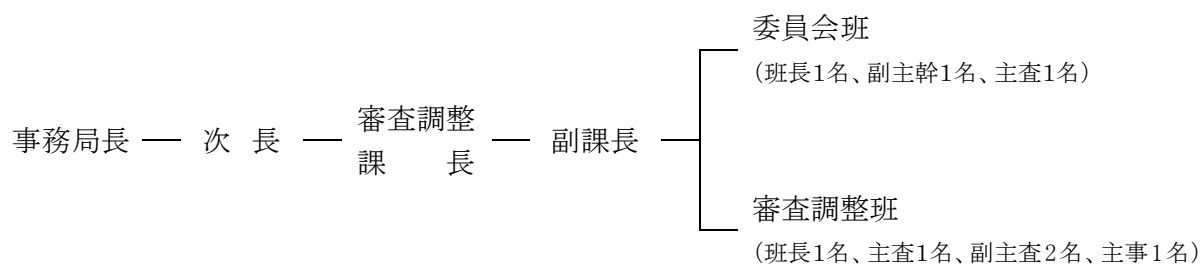 事務局長
次 長
審査調整
課 長
副課長
委員会班
（班長1名、副主幹1名、主査1名）
審査調整班
（班長1名、主査1名、副主査2名、主事1名）